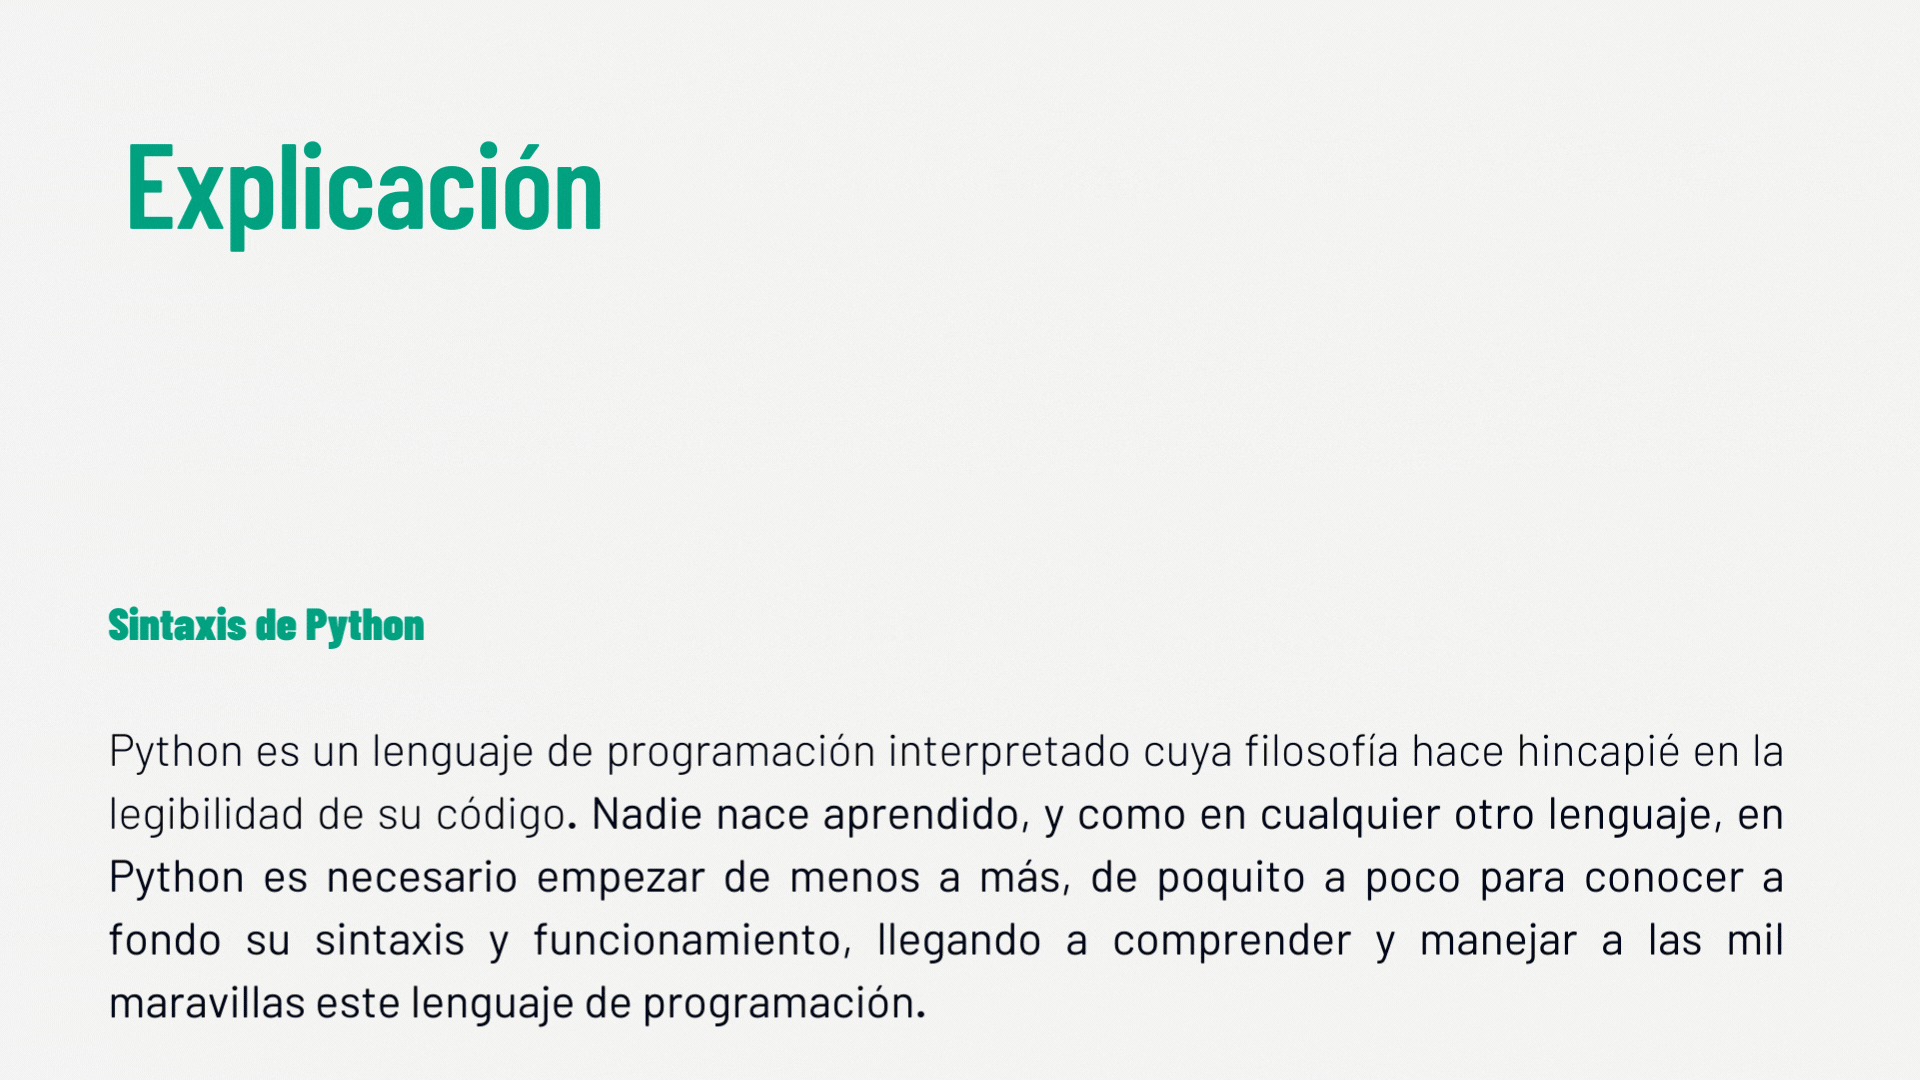 Explicación
Sintaxis de Python
Python es un lenguaje de programación interpretado cuya filosofía hace hincapié en la
legibilidad de su código. Nadie nace aprendido, y como en cualquier otro lenguaje, en
Python es necesario empezar de menos a más, de poquito a poco para conocer a
fondo su sintaxis y funcionamiento, llegando a comprender y manejar a las mil
maravillas este lenguaje de programación.